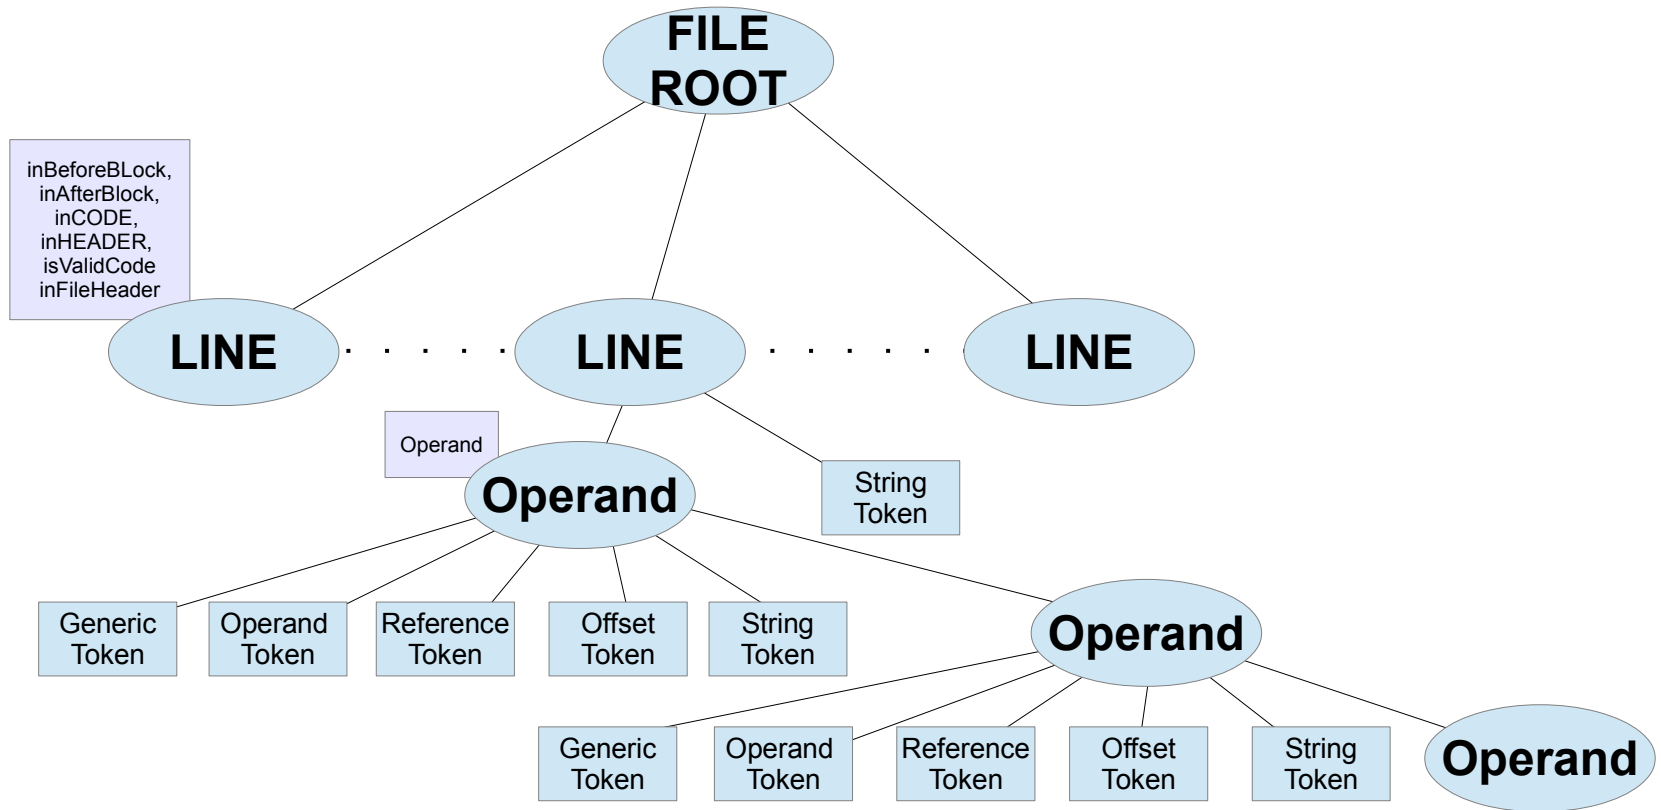 FILE
ROOT
inBeforeBLock,
inAfterBlock,
inCODE,
inHEADER,
isValidCode
inFileHeader
LINE
LINE
LINE
Operand
Operand
String
Token
Generic
Token
Operand
Token
Reference
Token
Offset
Token
String
Token
Operand
Generic
Token
Operand
Token
Reference
Token
Offset
Token
String
Token
Operand